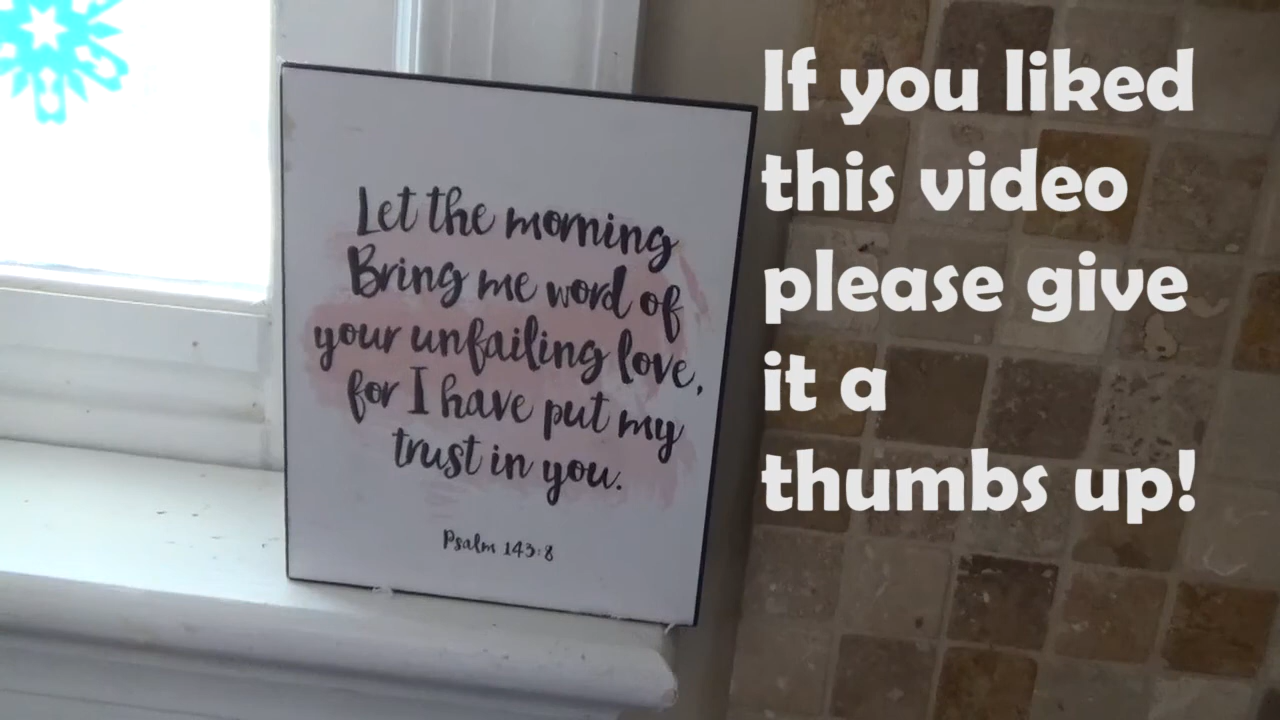 Let the morning
Bring me word of
your unfailing love,
for I have put my
trust in you.
Psalm 143:8
If you liked
this video
please give
it a
thumbs up!